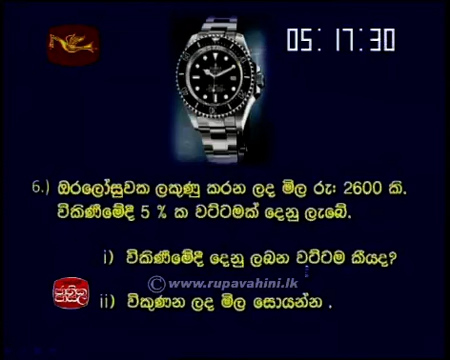 05:17:30
6.) ඔරලෝසුවක ලකුණු කරන ලද මිල රු: 2600 කි.
විකිණීමේදී 5 % ක වට්ටමක් දෙනු ලැබේ.
i) විකිණීමේදී දෙනු ලබන වට්ටම කීයද?
©www.rupavahini.lk
ii) විකුණන ලද මිල සොයන්න .